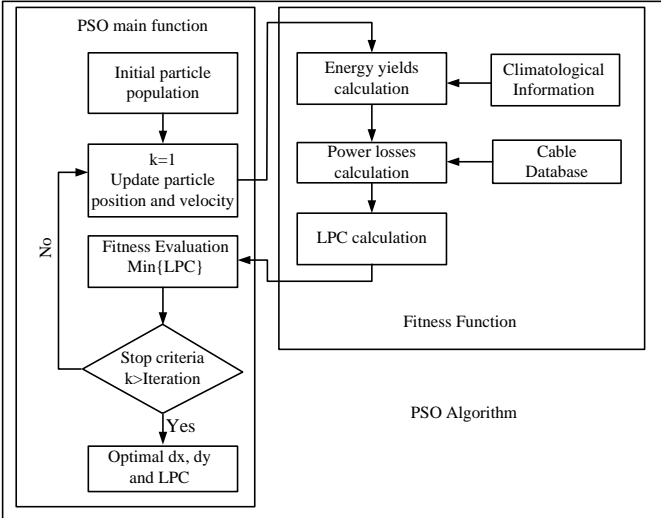 PSO main function
Initial particle
population
k=1
Update particle
position and velocity
No
Fitness Evaluation
Min{LPC}
Stop criteria
k>Iteration
Yes
Optimal dx, dy
and LPC
Energy yields
calculation
Climatological
Information
Power losses
calculation
Cable
Database
LPC calculation
Fitness Function
PSO Algorithm